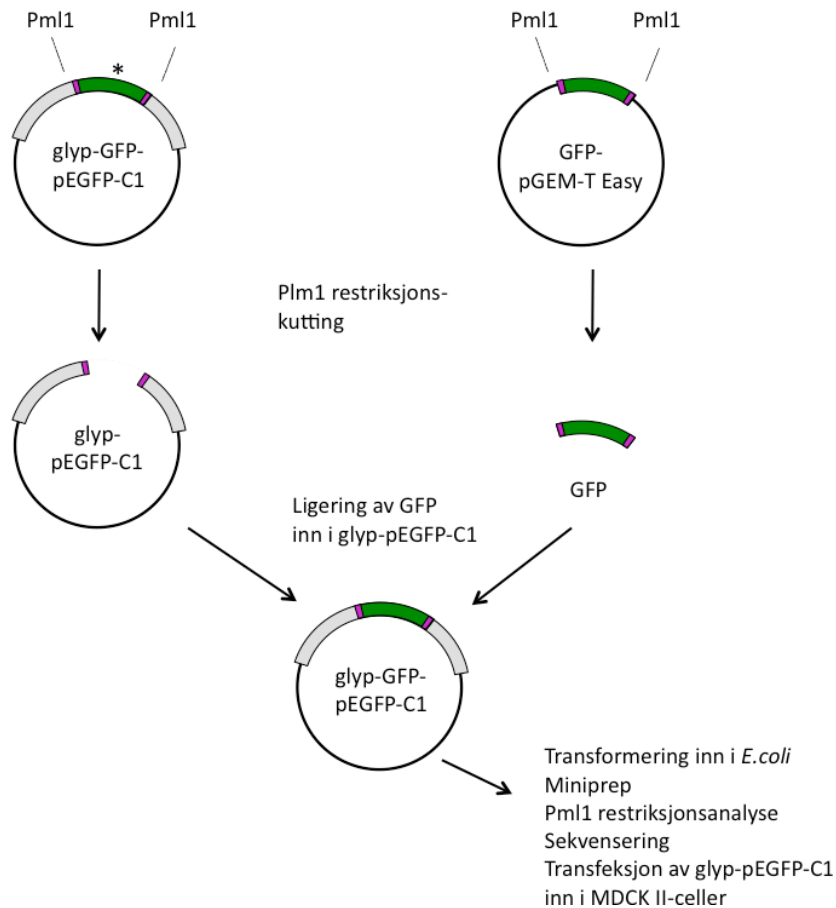 Pml1
Pml1
Pml1
Pml1
*
glyp-GFP-
pEGFP-C1
GFP-
pGEM-T Easy
Plm1 restriksjons-
kutting
glyp-
pEGFP-C1
GFP
Ligering av GFP
inn i glyp-pEGFP-C1
glyp-GFP-
pEGFP-C1
Transformering inn i E.coli
Miniprep
Pml1 restriksjonsanalyse
Sekvensering
Transfeksjon av glyp-pEGFP-C1
inn i MDCK II-celler